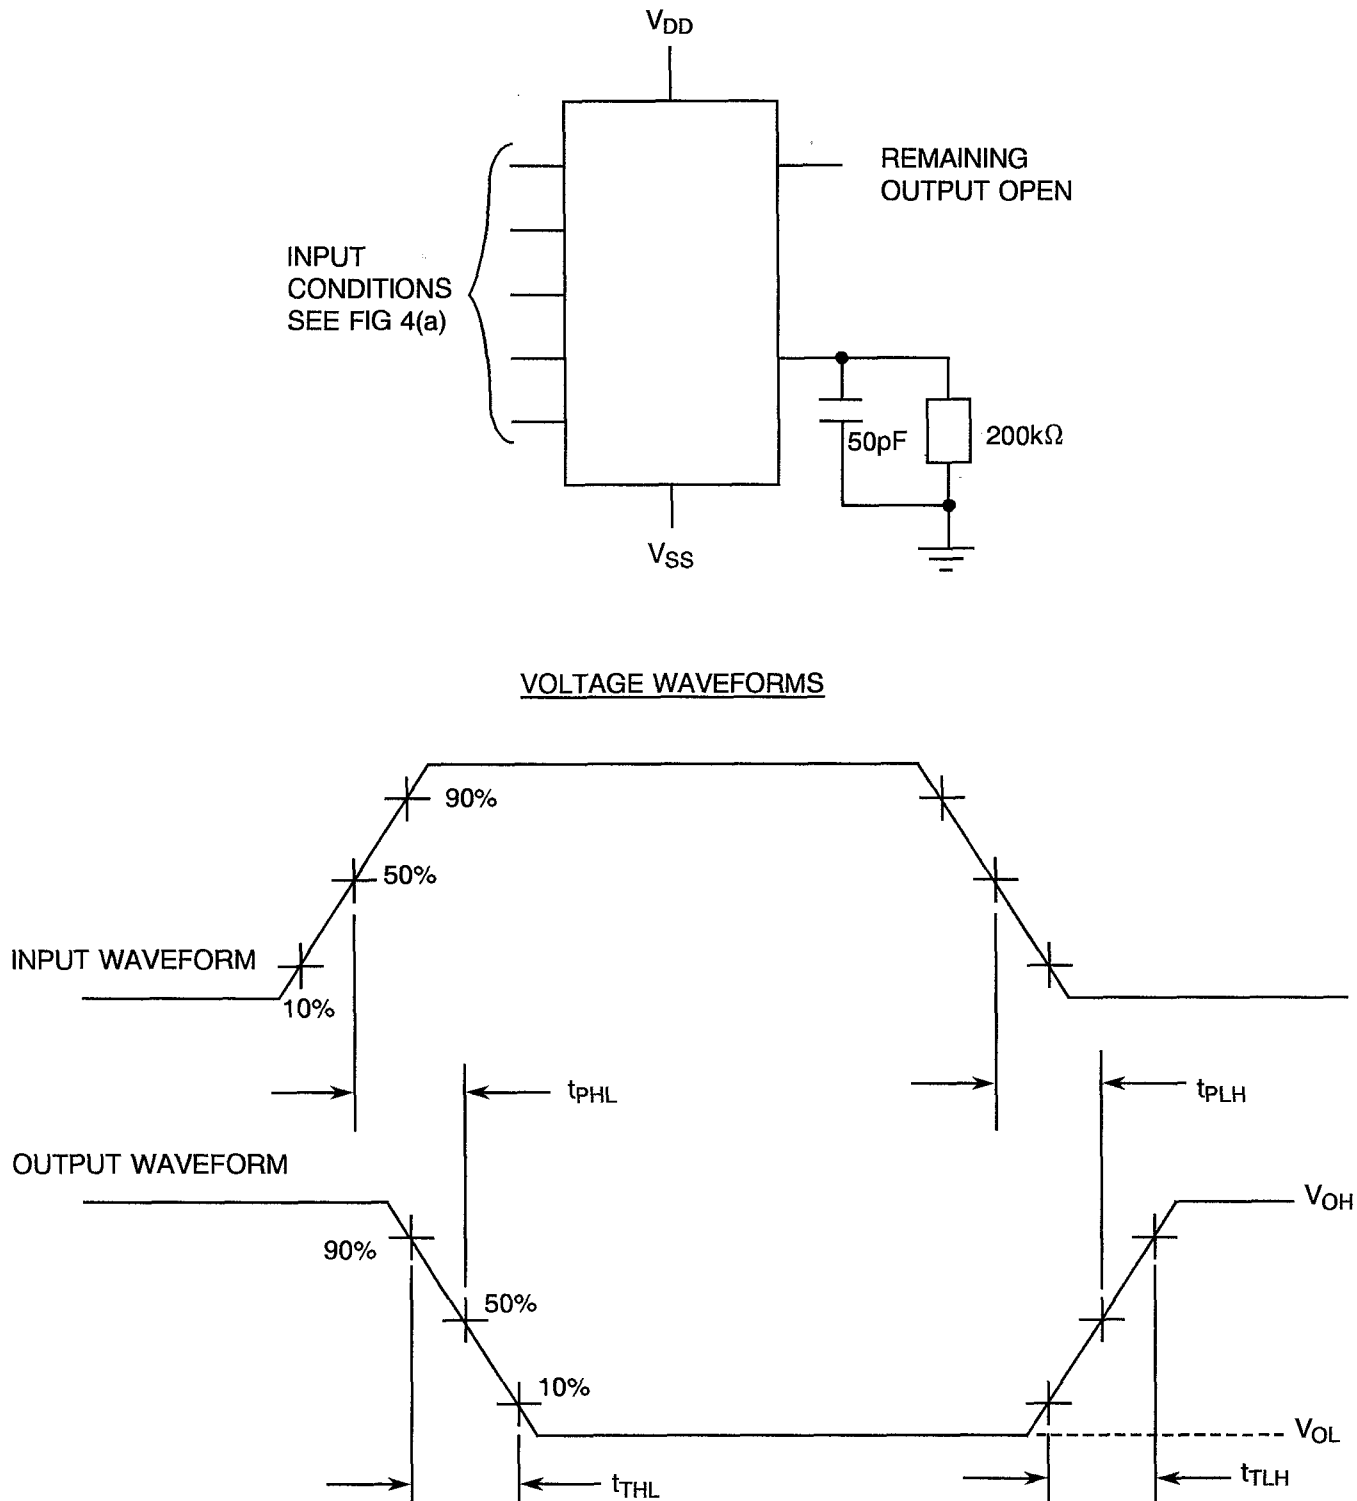 VDD
REMAINING
OUTPUT OPEN
INPUT
CONDITIONS
SEE FIG 4(a)
50pF
200kΩ
VSS
VOLTAGE WAVEFORMS
90%
50%
INPUT WAVEFORM
10%
tPHL
tPLH
OUTPUT WAVEFORM
VOH
90%
50%
10%
VOL
tTHL
tTLH